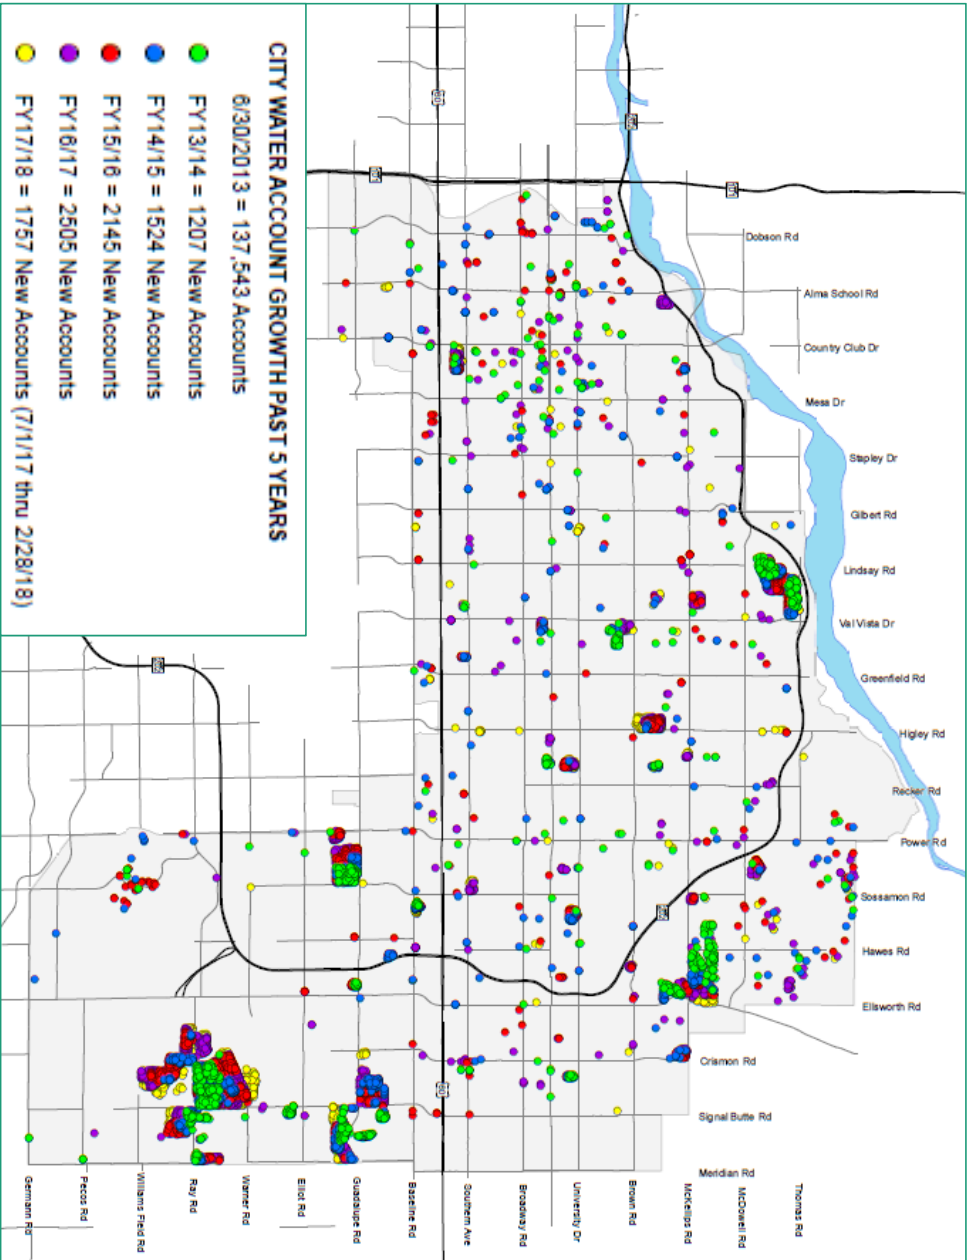 CITY WATER ACCOUNT GROWTH PAST 5 YEARS
6/30/2013 = 137,543 Accounts
FY13/14 = 1207 New Accounts
FY14/15 = 1524 New Accounts
FY15/16 = 2145 New Accounts
FY16/17 = 2505 New Accounts
FY17/18 = 1757 New Accounts (7/1/17 thru 2/28/18)
Dobson Rd
Alma School Rd
Country Club Dr
Mesa Dr
Stapley Dr
Gilbert Rd
Lindsay Rd
Val Vista Dr
Greenfield Rd
Higley Rd
Recker Rd
Power Rd
Sossamon Rd
Hawes Rd
Ellsworth Rd
Crismon Rd
Signal Butte Rd
Meridian Rd
Thomas Rd
McDowell Rd
McKellips Rd
Brown Rd
University Dr
Broadway Rd
Southern Ave
Baseline Rd
Guadalupe Rd
Elliot Rd
Warner Rd
Ray Rd
Williams Field Rd
Pecos Rd
Germann Rd
60
101
101
202
60